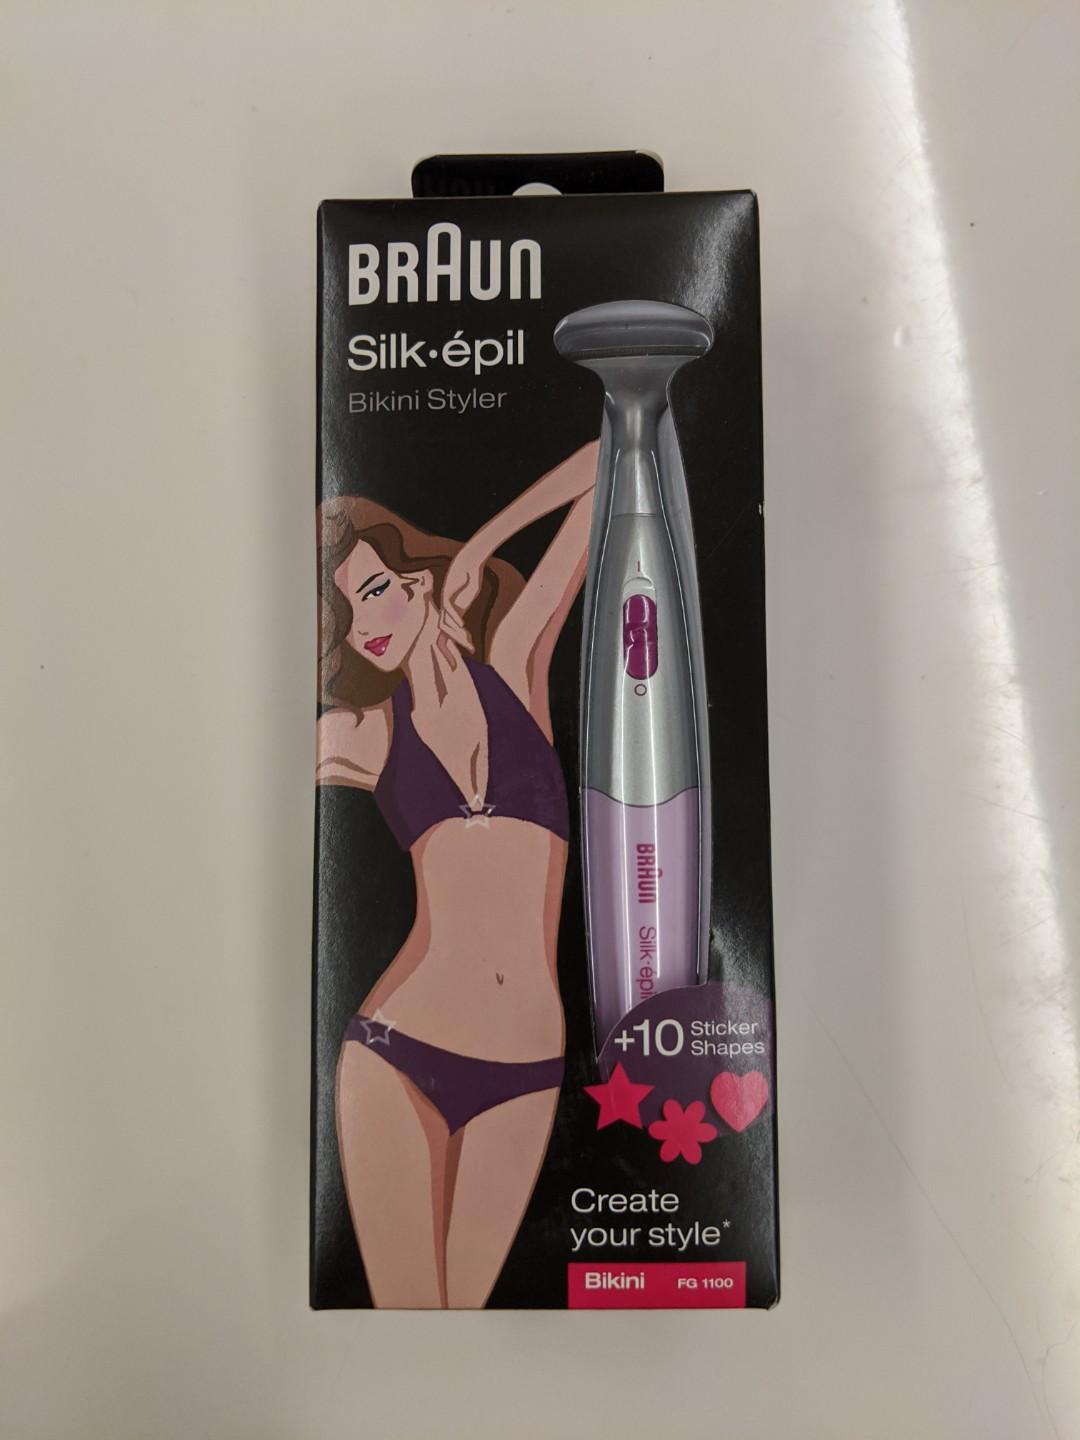 BRAUN
Silk·épil
Bikini Styler
I
O
BRAUN Silk·épil
+10 Sticker
Shapes
Create
your style*
Bikini FG 1100